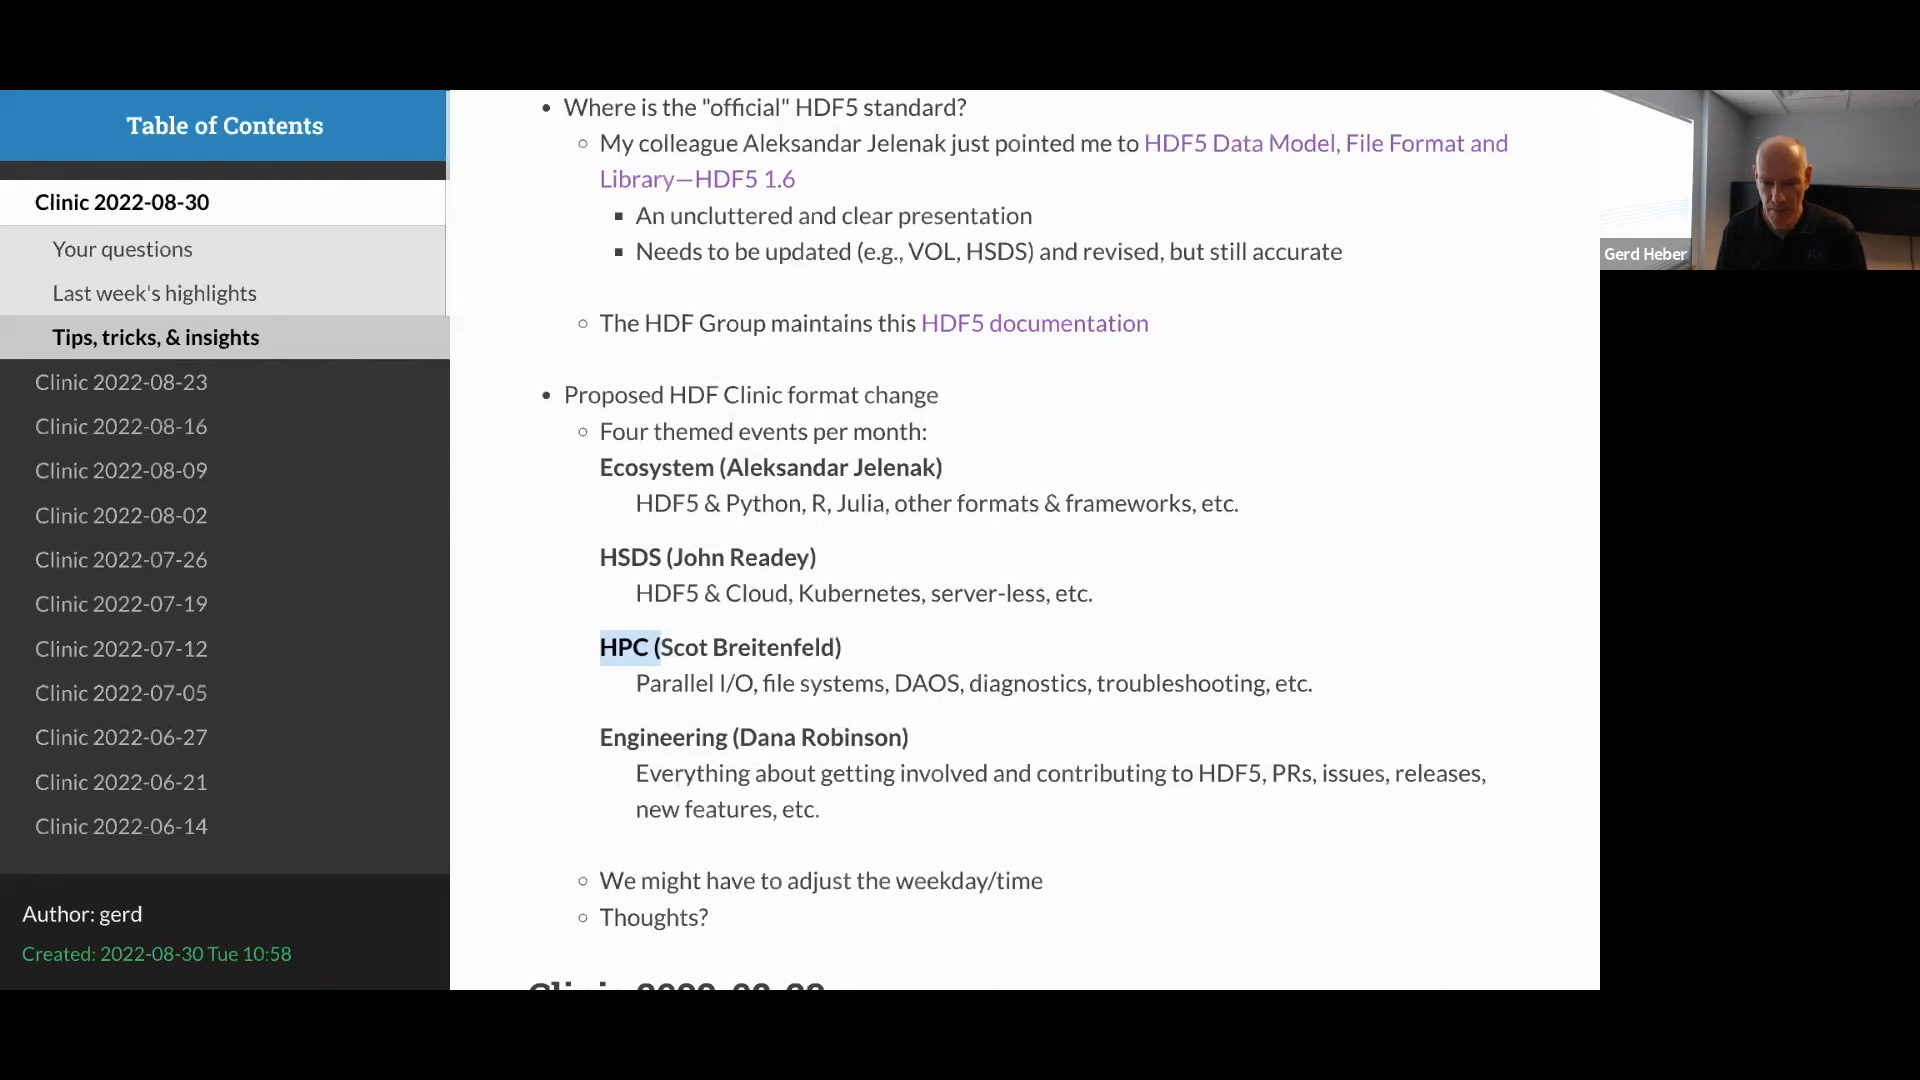 Table of Contents
Clinic 2022-08-30
Your questions
Last week's highlights
Tips, tricks, & insights
Clinic 2022-08-23
Clinic 2022-08-16
Clinic 2022-08-09
Clinic 2022-08-02
Clinic 2022-07-26
Clinic 2022-07-19
Clinic 2022-07-12
Clinic 2022-07-05
Clinic 2022-06-27
Clinic 2022-06-21
Clinic 2022-06-14
Author: gerd
Created: 2022-08-30 Tue 10:58
• Where is the "official" HDF5 standard?
○ My colleague Aleksandar Jelenak just pointed me to HDF5 Data Model, File Format and
Library—HDF5 1.6
▪ An uncluttered and clear presentation
▪ Needs to be updated (e.g., VOL, HSDS) and revised, but still accurate
○ The HDF Group maintains this HDF5 documentation
• Proposed HDF Clinic format change
○ Four themed events per month:
Ecosystem (Aleksandar Jelenak)
HDF5 & Python, R, Julia, other formats & frameworks, etc.
HSDS (John Readey)
HDF5 & Cloud, Kubernetes, server-less, etc.
HPC (Scot Breitenfeld)
Parallel I/O, file systems, DAOS, diagnostics, troubleshooting, etc.
Engineering (Dana Robinson)
Everything about getting involved and contributing to HDF5, PRs, issues, releases,
new features, etc.
○ We might have to adjust the weekday/time
○ Thoughts?
Gerd Heber